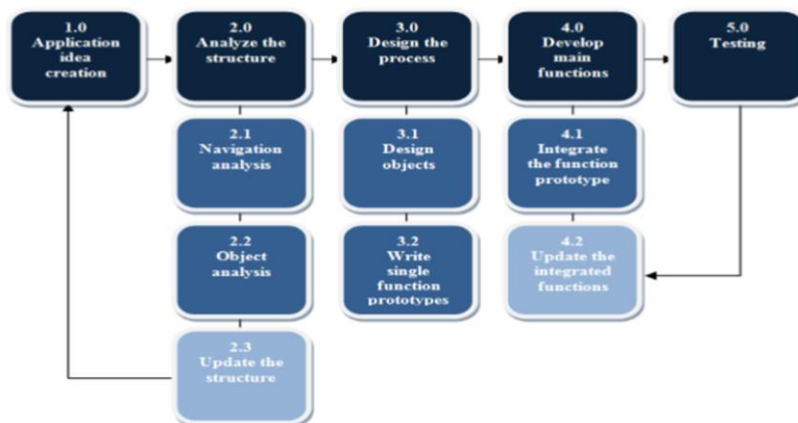 1.0
Application
idea
creation
2.0
Analyze the
structure
3.0
Design the
process
4.0
Develop
main
functions
5.0
Testing
2.1
Navigation
analysis
3.1
Design
objects
4.1
Integrate
the function
prototype
2.2
Object
analysis
3.2
Write
single
function
prototypes
4.2
Update the
integrated
functions
2.3
Update the
structure